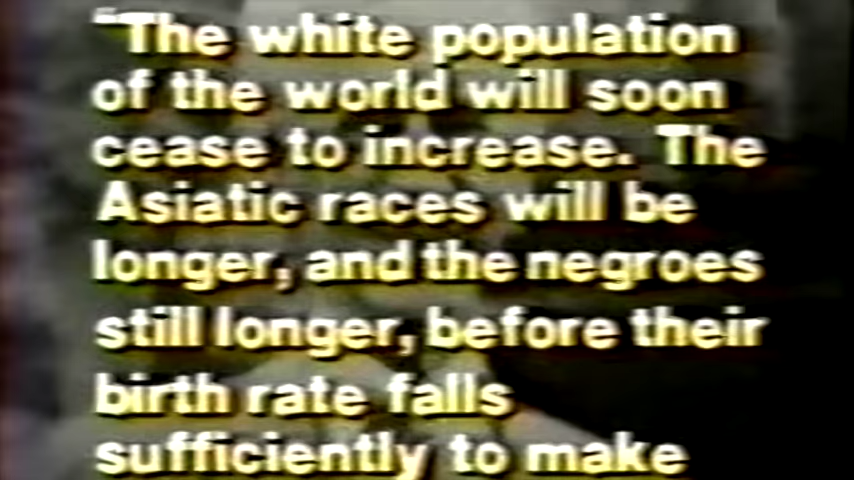 “The white population
of the world will soon
cease to increase. The
Asiatic races will be
longer, and the negroes
still longer, before their
birth rate falls
sufficiently to make